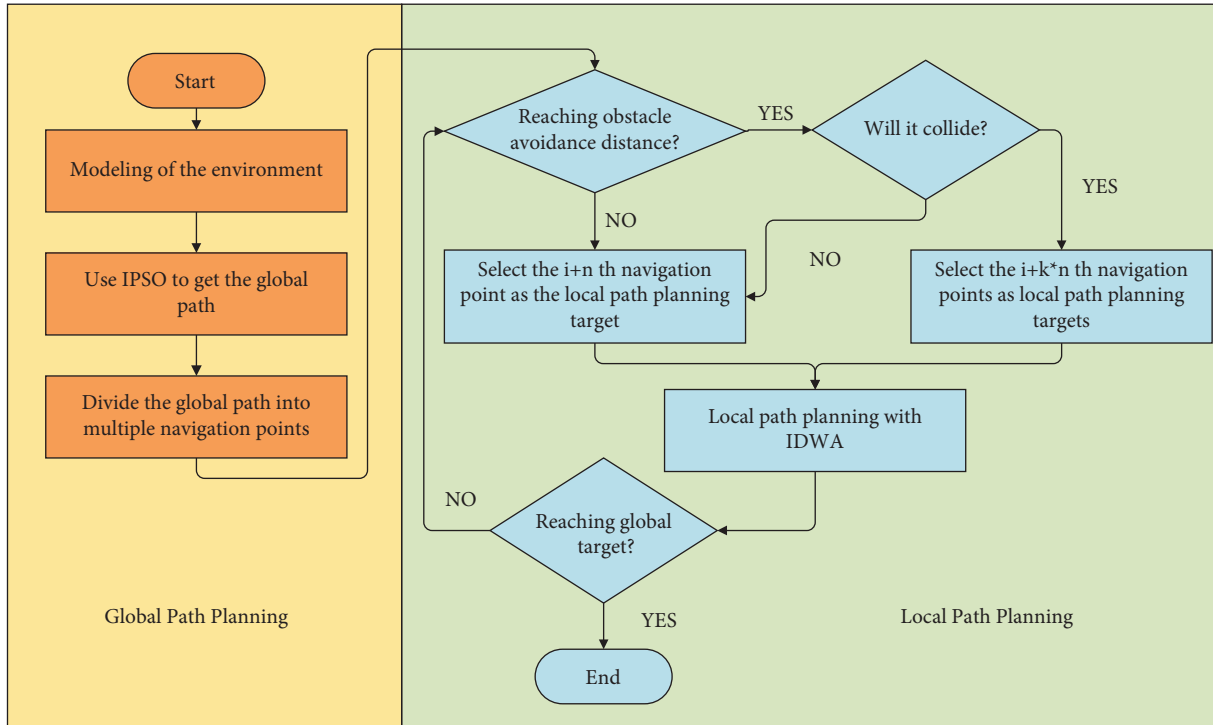 Start
Modeling of the environment
Use IPSO to get the global
path
Divide the global path into
multiple navigation points
Global Path Planning
Reaching obstacle
avoidance distance?
YES
Will it collide?
YES
NO
NO
Select the i+n th navigation
point as the local path planning
target
Select the i+k*n th navigation
points as local path planning
targets
Local path planning with
IDWA
NO
Reaching global
target?
YES
End
Local Path Planning